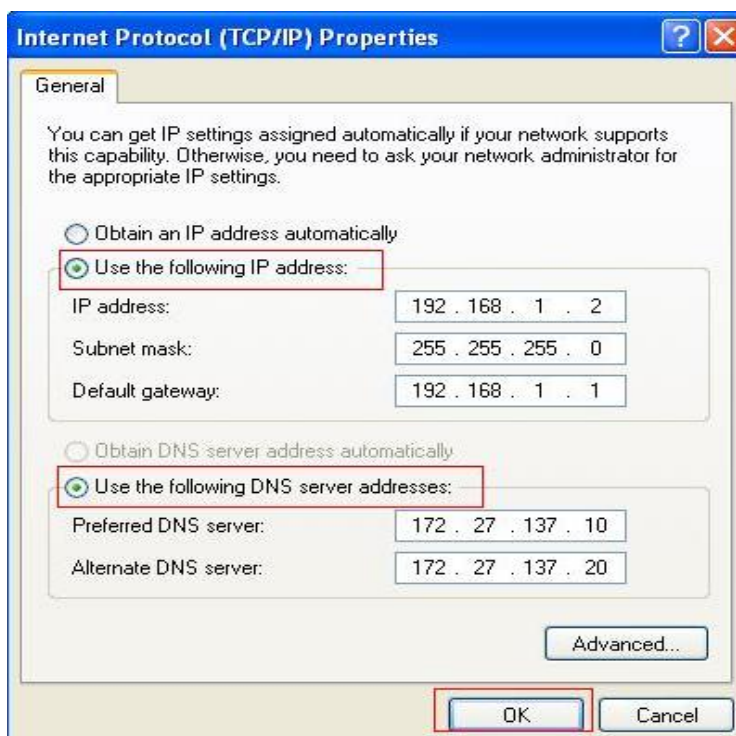 Internet Protocol (TCP/IP) Properties
General
You can get IP settings assigned automatically if your network supports
this capability. Otherwise, you need to ask your network administrator for
the appropriate IP settings.
Obtain an IP address automatically
Use the following IP address:
IP address: 192 . 168 . 1 . 2
Subnet mask: 255 . 255 . 255 . 0
Default gateway: 192 . 168 . 1 . 1
Obtain DNS server address automatically
Use the following DNS server addresses:
Preferred DNS server: 172 . 27 . 137 . 10
Alternate DNS server: 172 . 27 . 137 . 20
Advanced...
OK Cancel